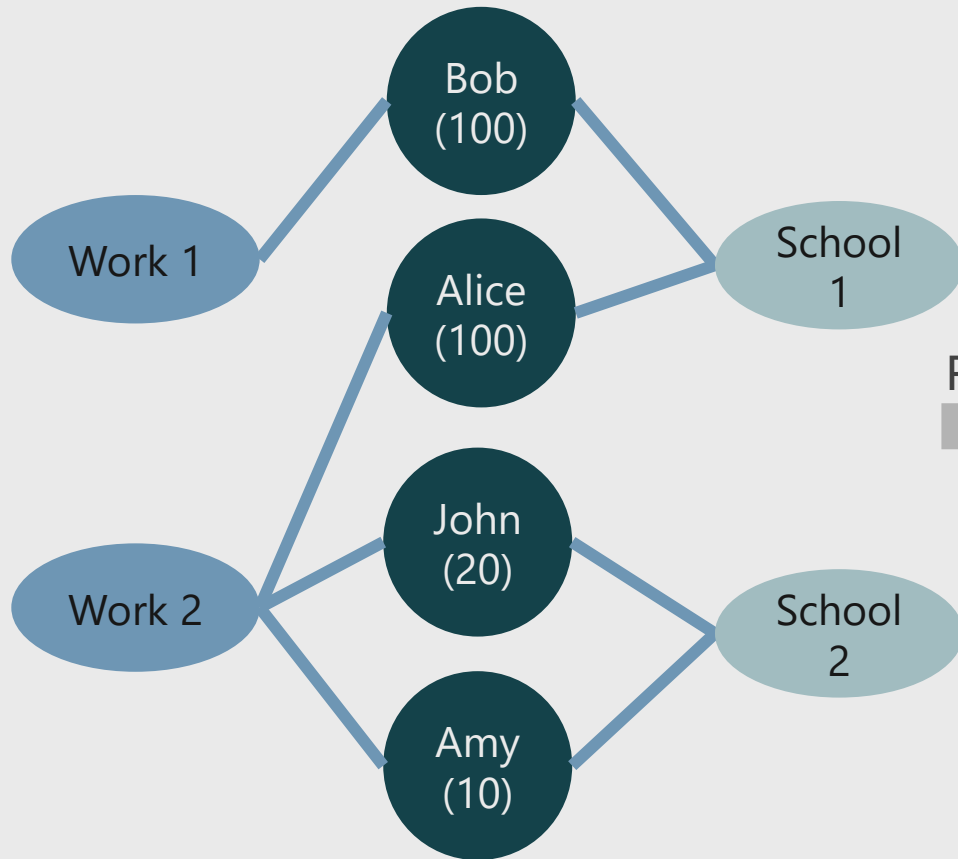 Bob
(100)
Work 1
School
1
Alice
(100)
John
(20)
Work 2
School
2
Amy
(10)